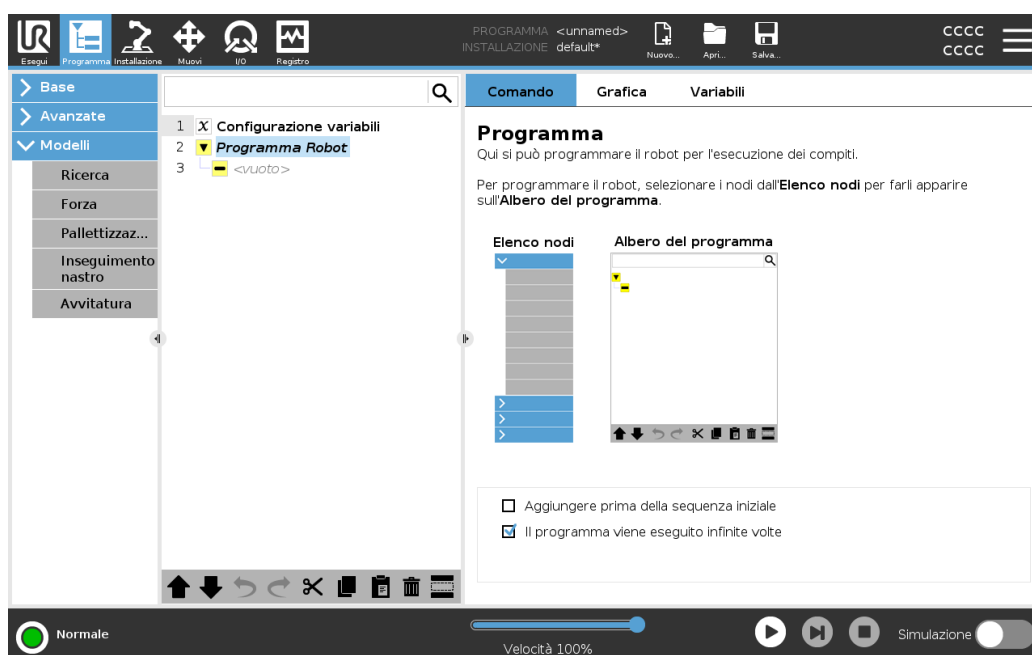 UR
Esegui
Programma
Installazione
Muovi
I/O
Registro
PROGRAMMA <unnamed>
INSTALLAZIONE default*
Nuovo...
Apri...
Salva...
cccc
cccc
Base
Avanzate
Modelli
Ricerca
Forza
Pallettizzaz...
Inseguimento
nastro
Avvitatura
1 X Configurazione variabili
2 Programma Robot
3 <vuoto>
Comando
Grafica
Variabili
Programma
Qui si può programmare il robot per l'esecuzione dei compiti.
Per programmare il robot, selezionare i nodi dall'Elenco nodi per farli apparire
sull'Albero del programma.
Elenco nodi
Albero del programma
Aggiungere prima della sequenza iniziale
Il programma viene eseguito infinite volte
Normale
Velocità 100%
Simulazione